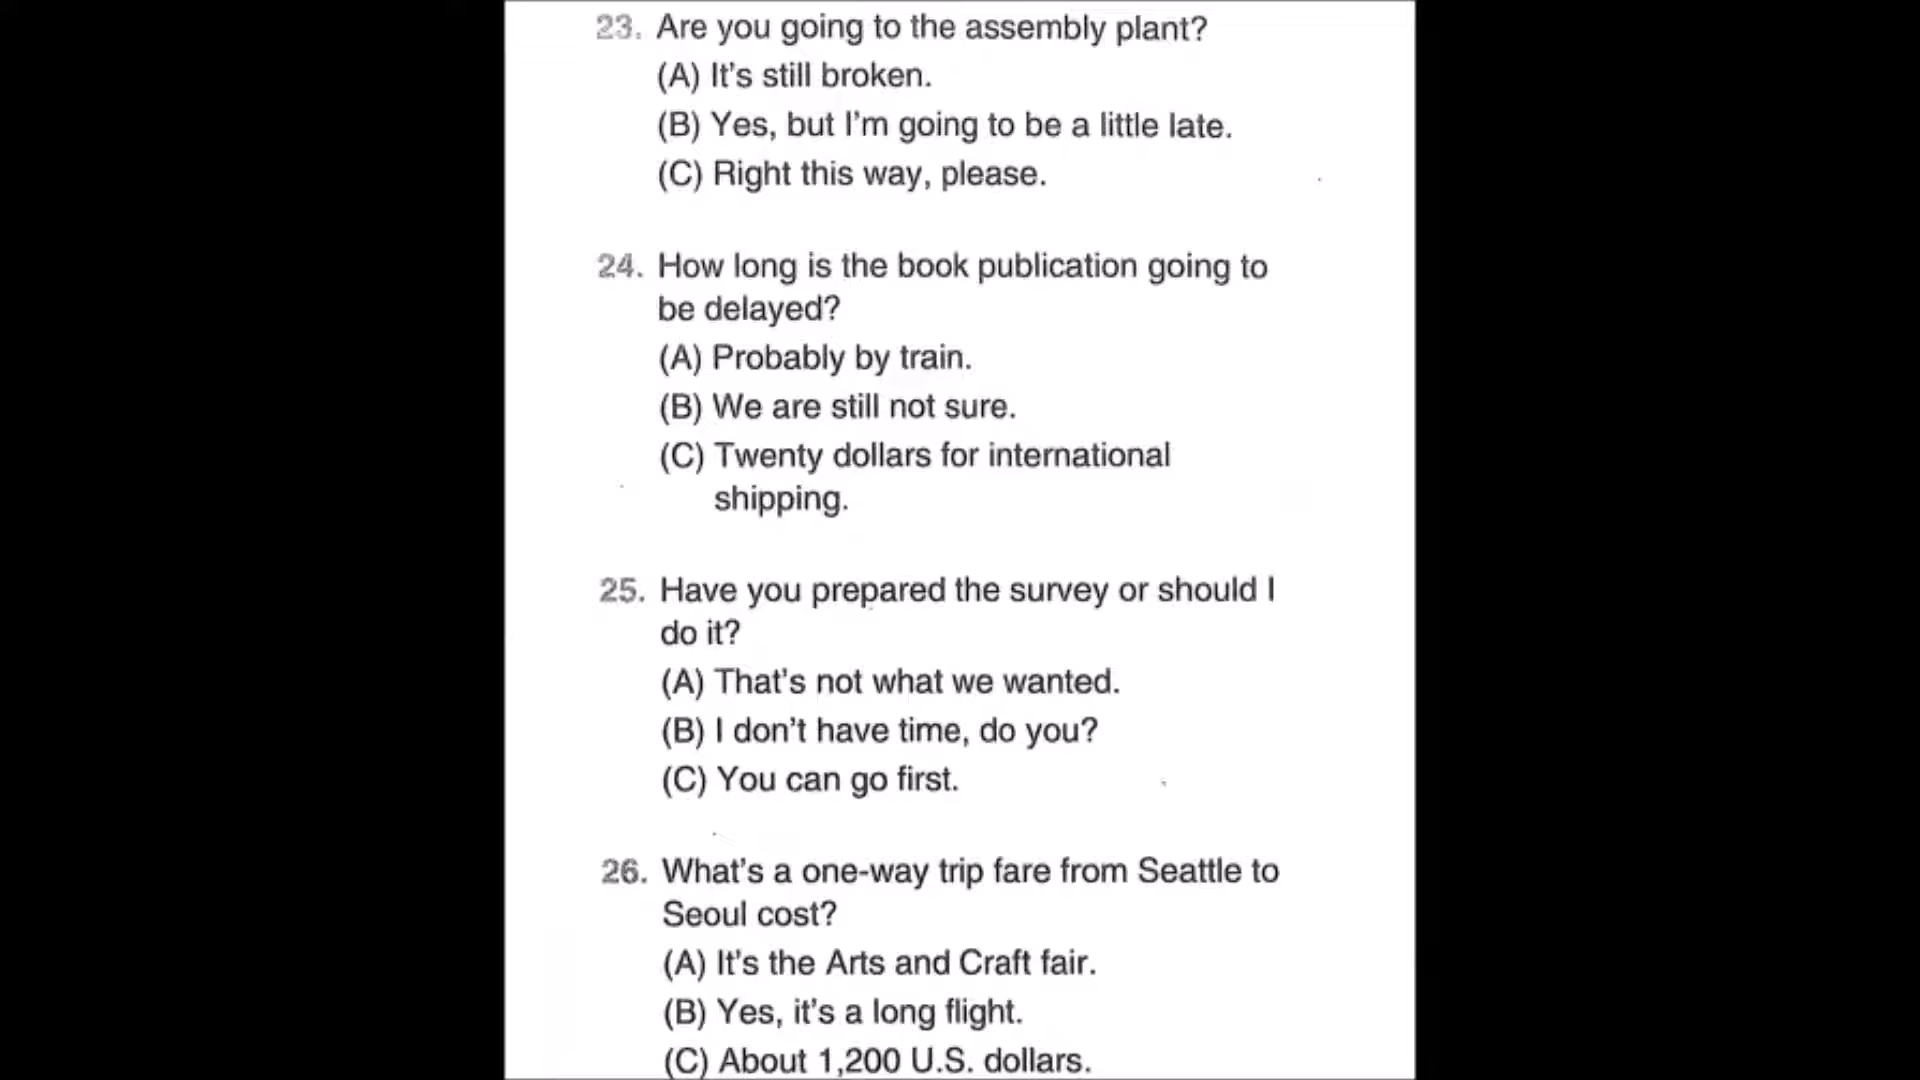 23. Are you going to the assembly plant?
(A) It's still broken.
(B) Yes, but I'm going to be a little late.
(C) Right this way, please.
24. How long is the book publication going to
be delayed?
(A) Probably by train.
(B) We are still not sure.
(C) Twenty dollars for international
shipping.
25. Have you prepared the survey or should I
do it?
(A) That's not what we wanted.
(B) I don't have time, do you?
(C) You can go first.
26. What's a one-way trip fare from Seattle to
Seoul cost?
(A) It's the Arts and Craft fair.
(B) Yes, it's a long flight.
(C) About 1,200 U.S. dollars.